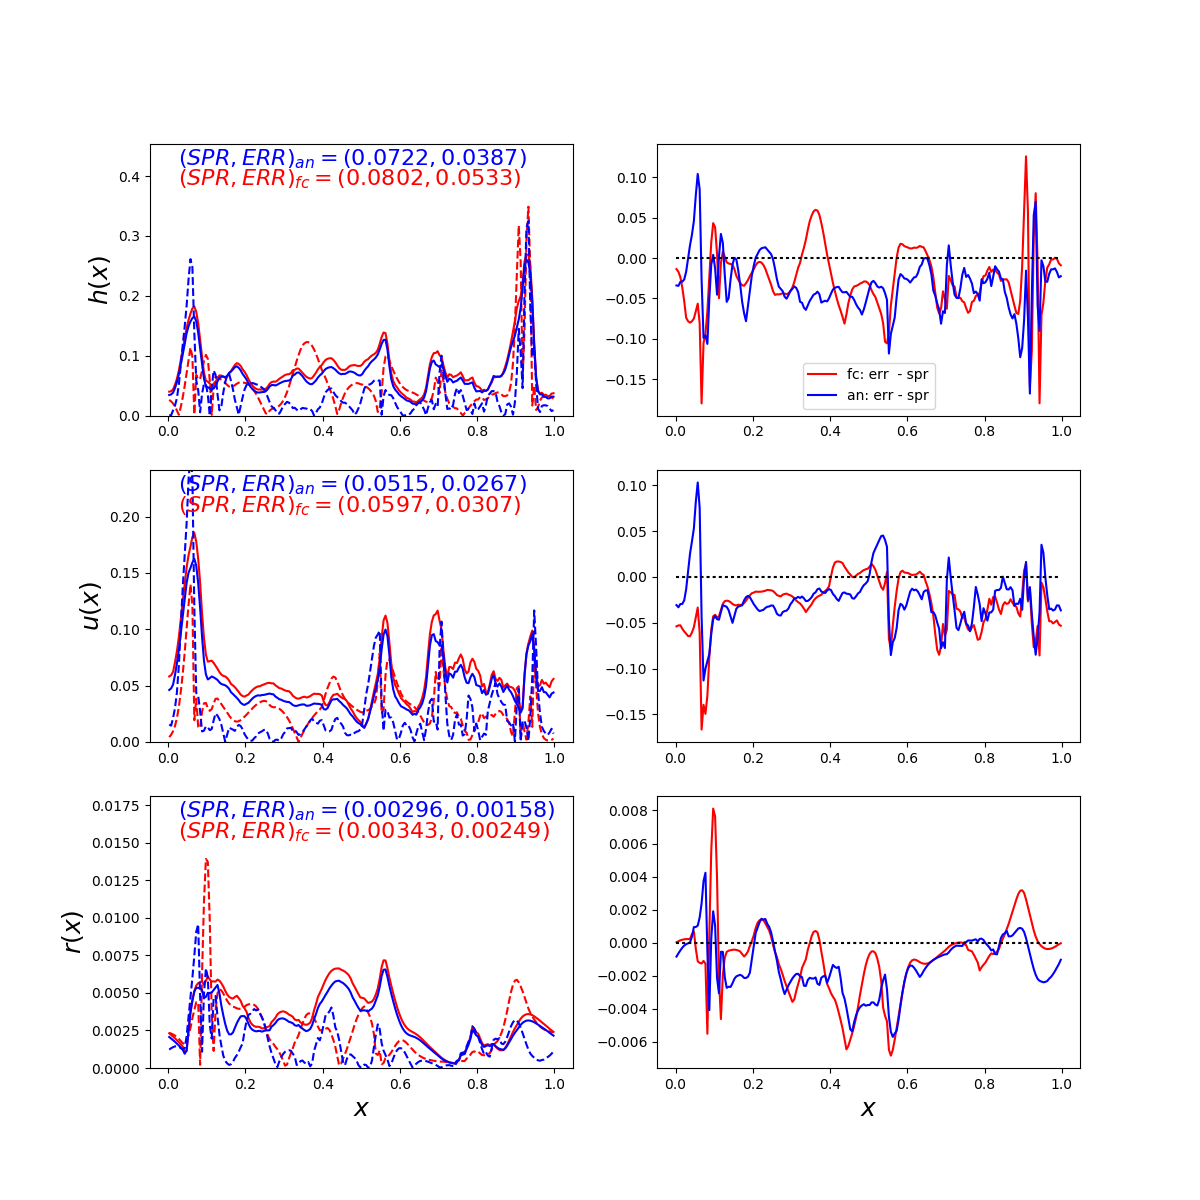 (SPR, ERR)an = (0.0722, 0.0387)
(SPR, ERR)fc = (0.0802, 0.0533)
h(x)
0.4
0.3
0.2
0.1
0.0
0.0 0.2 0.4 0.6 0.8 1.0
0.10
0.05
0.00
−0.05
−0.10
−0.15
fc: err - spr
an: err - spr
0.0 0.2 0.4 0.6 0.8 1.0
(SPR, ERR)an = (0.0515, 0.0267)
(SPR, ERR)fc = (0.0597, 0.0307)
u(x)
0.20
0.15
0.10
0.05
0.00
0.0 0.2 0.4 0.6 0.8 1.0
0.10
0.05
0.00
−0.05
−0.10
−0.15
0.0 0.2 0.4 0.6 0.8 1.0
(SPR, ERR)an = (0.00296, 0.00158)
(SPR, ERR)fc = (0.00343, 0.00249)
r(x)
0.0175
0.0150
0.0125
0.0100
0.0075
0.0050
0.0025
0.0000
0.0 0.2 0.4 0.6 0.8 1.0
x
0.008
0.006
0.004
0.002
0.000
−0.002
−0.004
−0.006
0.0 0.2 0.4 0.6 0.8 1.0
x